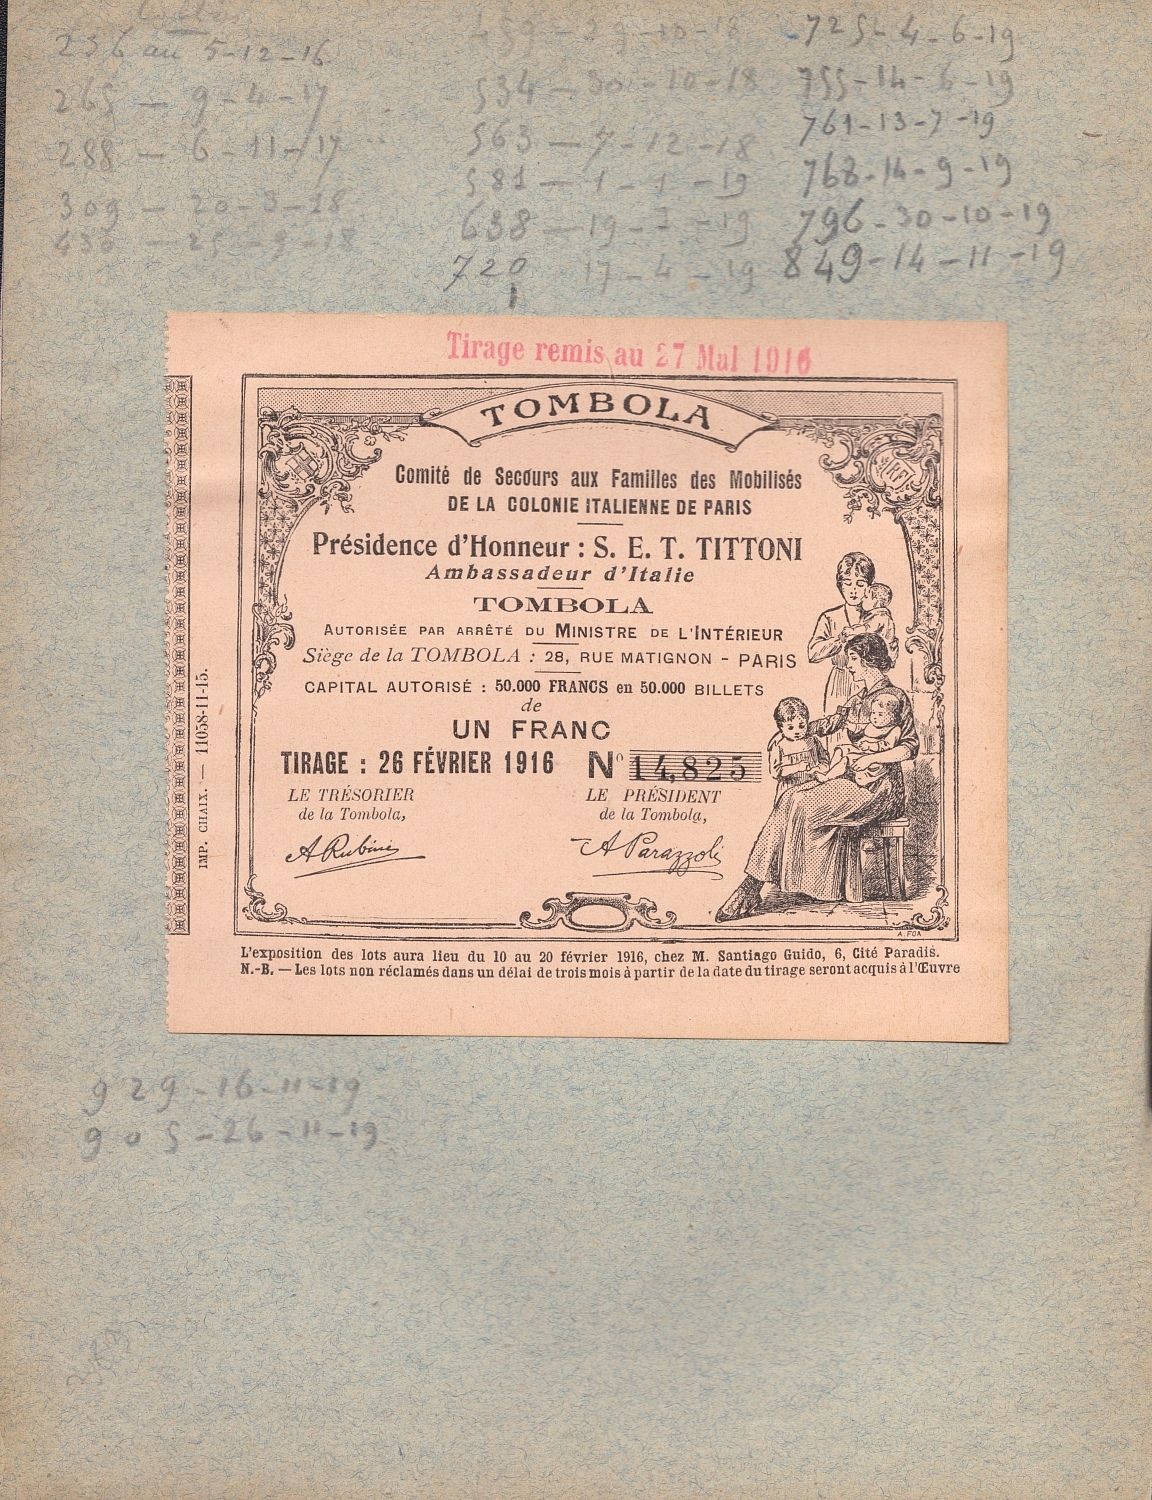 236 au 5-12-16
265 — 9-4-17
288 — 6-11-17
309 — 20-3-18
430 — 25-9-18
459 - 29-10-18
534 — 30-10-18
563 — 7-12-18
581 — 1-1-19
638 — 19-
720 17-4-19
725-4-6-19
755-14-6-19
761-13-7-19
768-14-9-19
796-30-10-19
849-14-11-19
Tirage remis au 27 Mai 1916
TOMBOLA
Comité de Secours aux Familles des Mobilisés
DE LA COLONIE ITALIENNE DE PARIS
Présidence d'Honneur : S. E. T. TITTONI
Ambassadeur d'Italie
TOMBOLA
AUTORISÉE PAR ARRÊTÉ DU MINISTRE DE L'INTÉRIEUR
Siège de la TOMBOLA : 28, RUE MATIGNON - PARIS
CAPITAL AUTORISÉ : 50.000 FRANCS en 50.000 BILLETS
de
UN FRANC
TIRAGE : 26 FÉVRIER 1916 N° 14,825
LE TRÉSORIER LE PRÉSIDENT
de la Tombola, de la Tombola,
A Rubini A Parazzoli
A. FOA
RF
IMP. CHAIX. — 11058-11-15.
L'exposition des lots aura lieu du 10 au 20 février 1916, chez M. Santiago Guido, 6, Cité Paradis.
N.-B. — Les lots non réclamés dans un délai de trois mois à partir de la date du tirage seront acquis à l'Œuvre
929-16-11-19
905-26-11-19